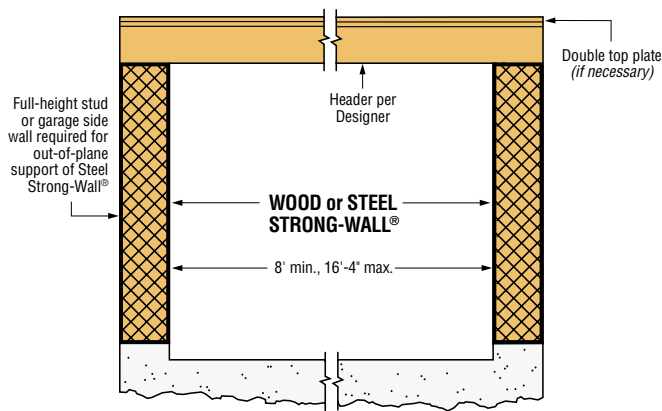 Double top plate
(if necessary)
Header per
Designer
Full-height stud
or garage side
wall required for
out-of-plane
support of Steel
Strong-Wall®
WOOD or STEEL
STRONG-WALL®
8' min., 16'-4" max.